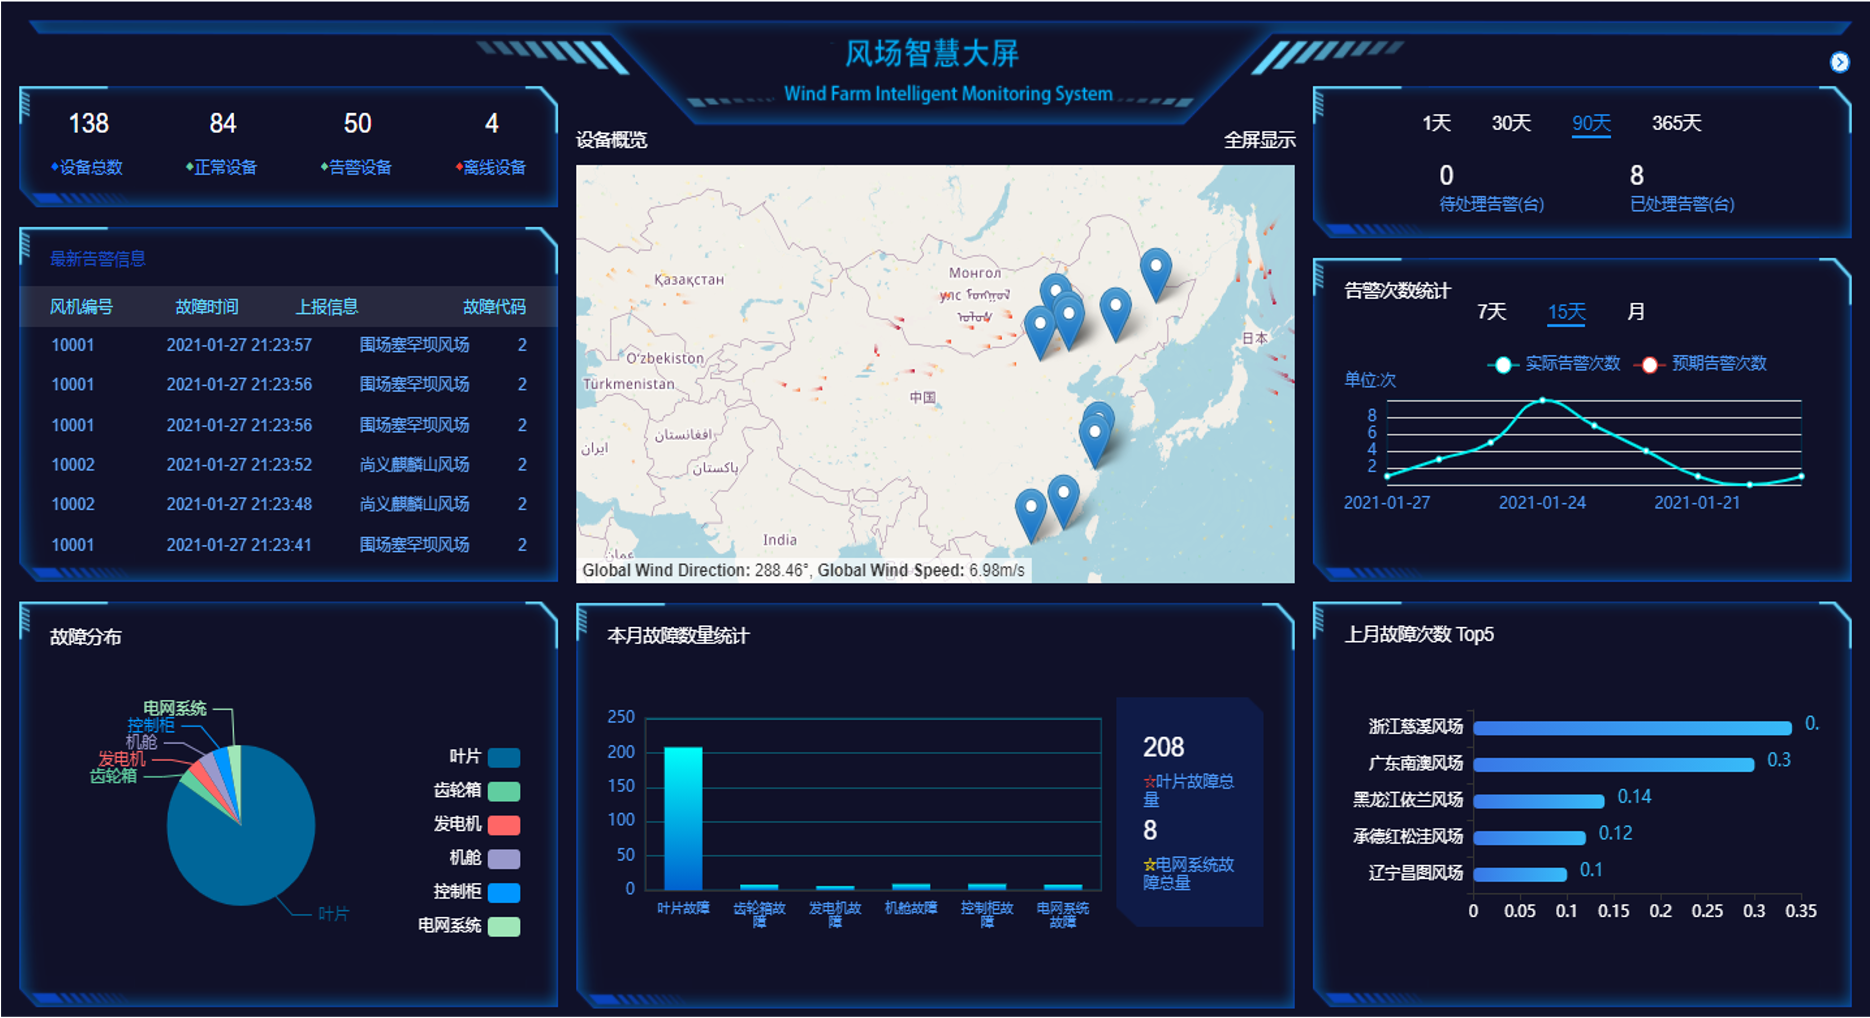 风场智慧大屏
Wind Farm Intelligent Monitoring System
138 84 50 4
设备总数 正常设备 告警设备 离线设备
最新告警信息
风机编号 故障时间 上报信息 故障代码
10001 2021-01-27 21:23:57 围场塞罕坝风场 2
10001 2021-01-27 21:23:56 围场塞罕坝风场 2
10001 2021-01-27 21:23:56 围场塞罕坝风场 2
10002 2021-01-27 21:23:52 尚义麒麟山风场 2
10002 2021-01-27 21:23:48 尚义麒麟山风场 2
10001 2021-01-27 21:23:41 围场塞罕坝风场 2
设备概览 全屏显示
Қазақстан
Монгол
улс
O'zbekiston
Türkmenistan
中国
日本
افغانستان
ایران
پاکستان
عمان
India
Global Wind Direction: 288.46°, Global Wind Speed: 6.98m/s
1天 30天 90天 365天
0 8
待处理告警(台) 已处理告警(台)
告警次数统计
7天 15天 月
实际告警次数 预期告警次数
单位:次
8
6
4
2
2021-01-27 2021-01-24 2021-01-21
故障分布
电网系统
控制柜
机舱
发电机
齿轮箱
叶片
叶片
齿轮箱
发电机
机舱
控制柜
电网系统
本月故障数量统计
250
200
150
100
50
0
叶片故障 齿轮箱故 发电机故 机舱故障 控制柜故 电网系统
障 障 障 故障
208
☆叶片故障总
量
8
☆电网系统故
障总量
上月故障次数 Top5
浙江慈溪风场 0.
广东南澳风场 0.3
黑龙江依兰风场 0.14
承德红松洼风场 0.12
辽宁昌图风场 0.1
0 0.05 0.1 0.15 0.2 0.25 0.3 0.35